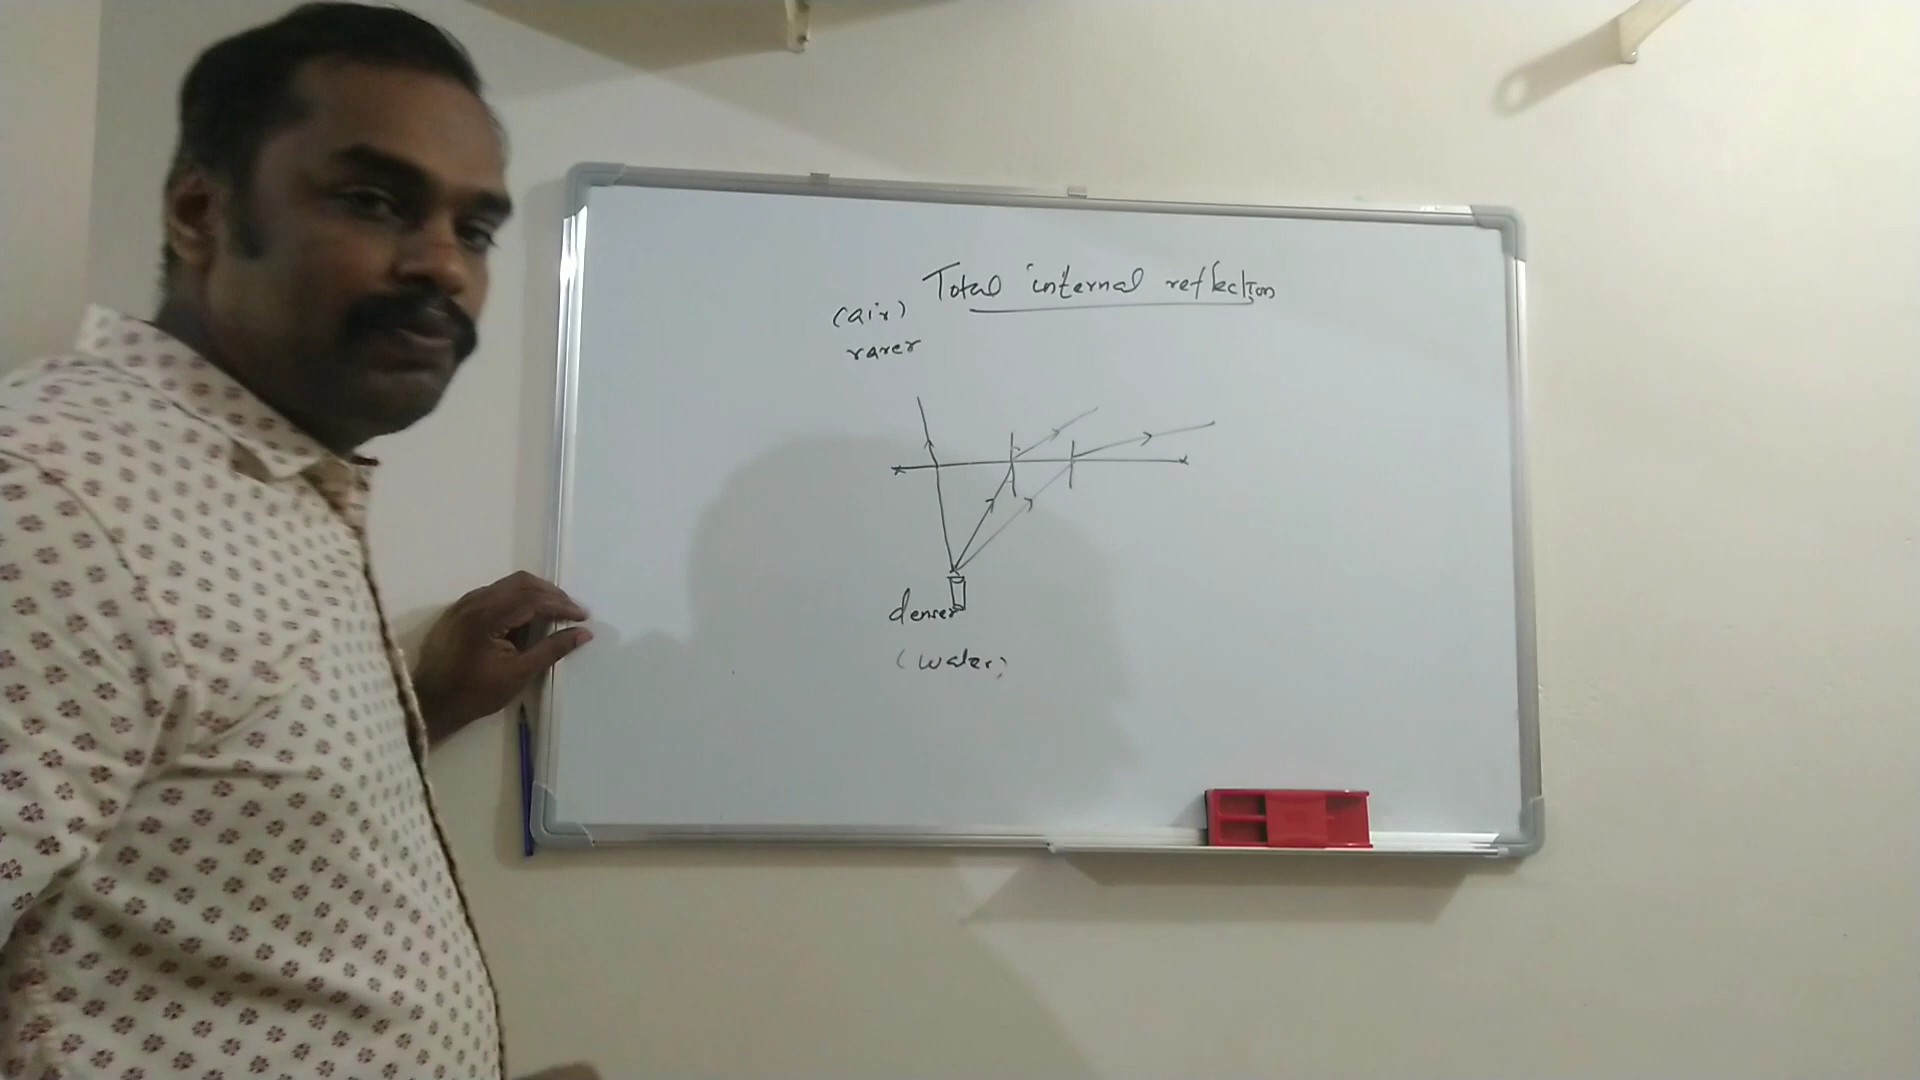 Total internal reflection
(air)
rarer
denser
(water)